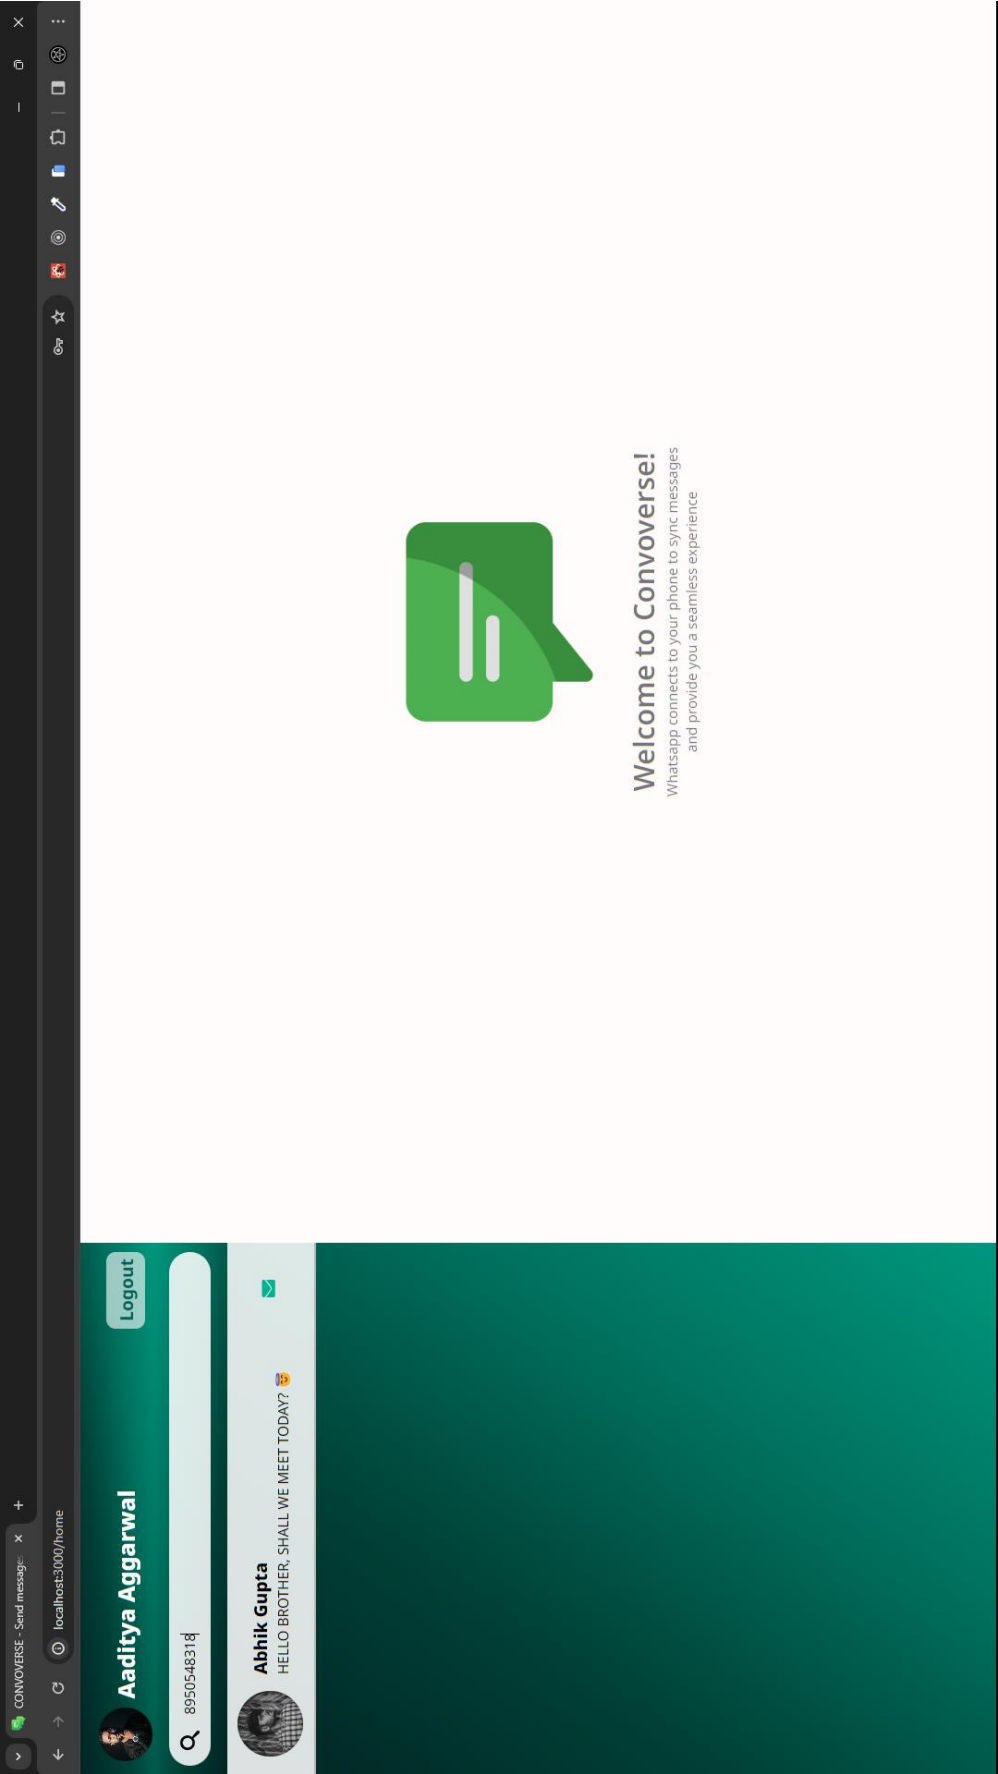 CONVOVERSE - Send messages
localhost:3000/home
Aaditya Aggarwal
Logout
8950548318
Abhik Gupta
HELLO BROTHER, SHALL WE MEET TODAY? 😇
Welcome to Convoverse!
Whatsapp connects to your phone to sync messages
and provide you a seamless experience